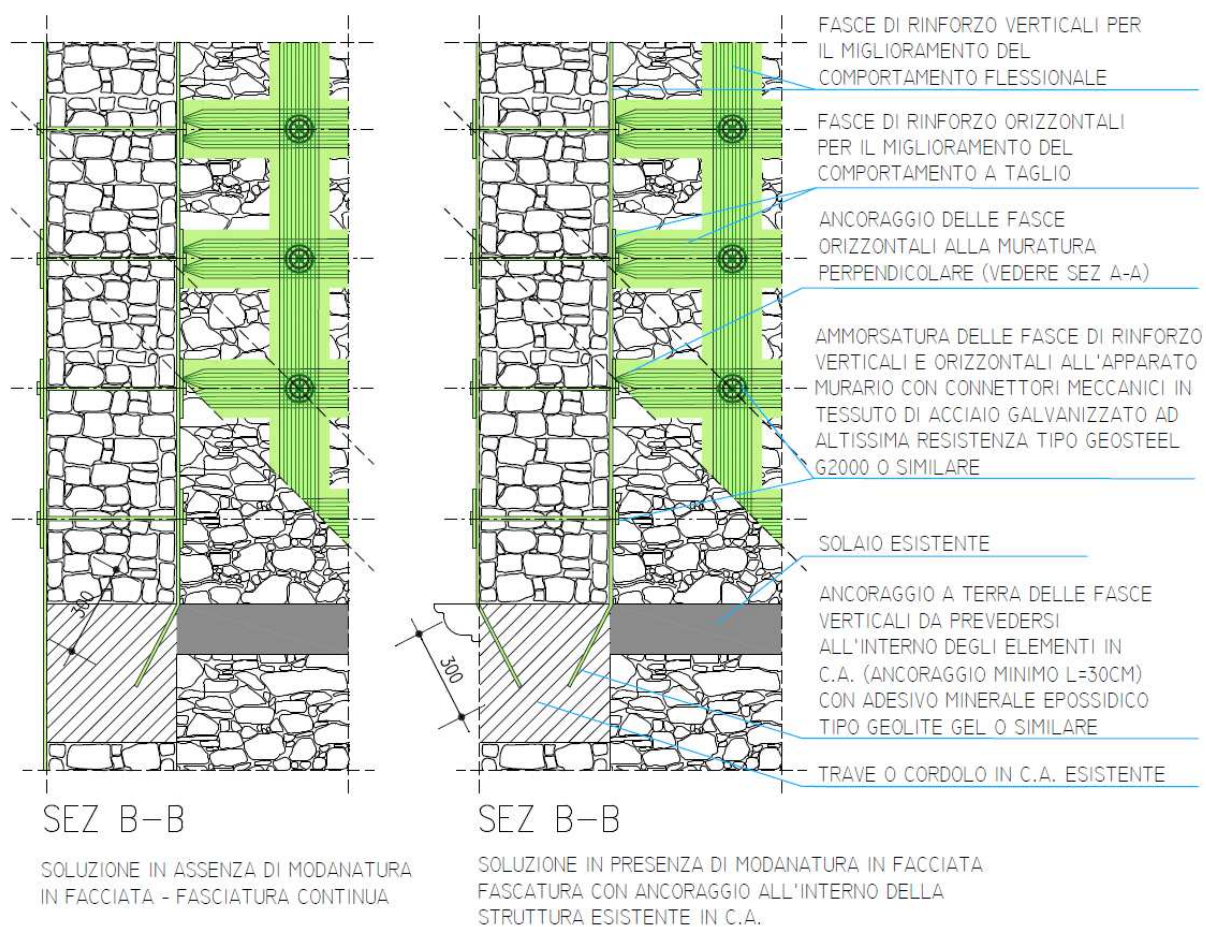 FASCE DI RINFORZO VERTICALI PER
IL MIGLIORAMENTO DEL
COMPORTAMENTO FLESSIONALE
FASCE DI RINFORZO ORIZZONTALI
PER IL MIGLIORAMENTO DEL
COMPORTAMENTO A TAGLIO
ANCORAGGIO DELLE FASCE
ORIZZONTALI ALLA MURATURA
PERPENDICOLARE (VEDERE SEZ A-A)
AMMORSATURA DELLE FASCE DI RINFORZO
VERTICALI E ORIZZONTALI ALL'APPARATO
MURARIO CON CONNETTORI MECCANICI IN
TESSUTO DI ACCIAIO GALVANIZZATO AD
ALTISSIMA RESISTENZA TIPO GEOSTEEL
G2000 O SIMILARE
SOLAIO ESISTENTE
ANCORAGGIO A TERRA DELLE FASCE
VERTICALI DA PREVEDERSI
ALL'INTERNO DEGLI ELEMENTI IN
C.A. (ANCORAGGIO MINIMO L=30CM)
CON ADESIVO MINERALE EPOSSIDICO
TIPO GEOLITE GEL O SIMILARE
TRAVE O CORDOLO IN C.A. ESISTENTE
300
300
SEZ B-B
SOLUZIONE IN ASSENZA DI MODANATURA
IN FACCIATA - FASCIATURA CONTINUA
SEZ B-B
SOLUZIONE IN PRESENZA DI MODANATURA IN FACCIATA
FASCATURA CON ANCORAGGIO ALL'INTERNO DELLA
STRUTTURA ESISTENTE IN C.A.